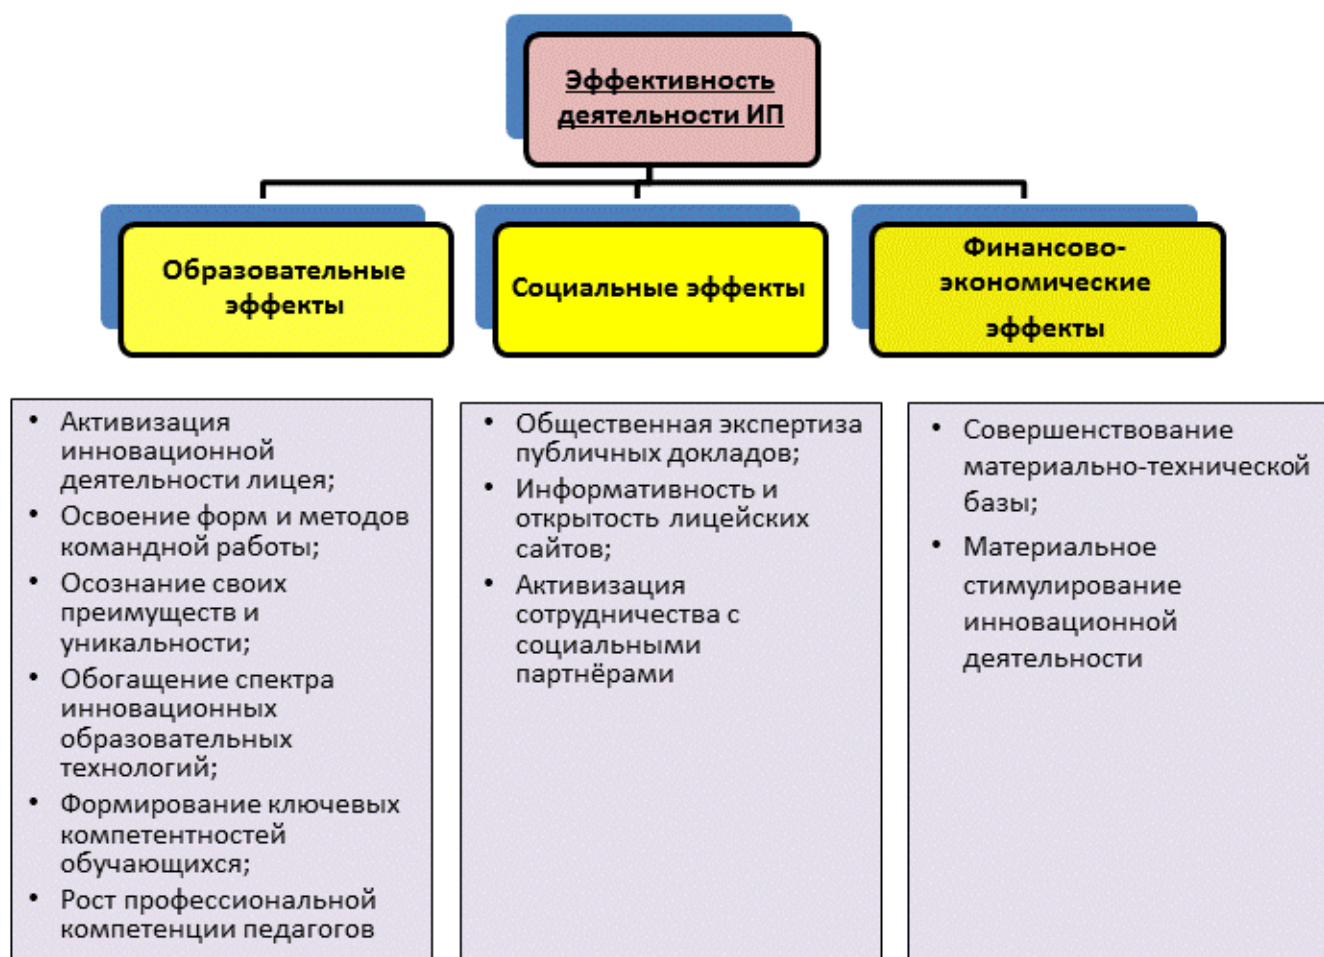 Эффективность
деятельности ИП
Образовательные
эффекты
Социальные эффекты
Финансово-
экономические
эффекты
• Активизация
инновационной
деятельности лицея;
• Освоение форм и методов
командной работы;
• Осознание своих
преимуществ и
уникальности;
• Обогащение спектра
инновационных
образовательных
технологий;
• Формирование ключевых
компетентностей
обучающихся;
• Рост профессиональной
компетенции педагогов
• Общественная экспертиза
публичных докладов;
• Информативность и
открытость лицейских
сайтов;
• Активизация
сотрудничества с
социальными
партнёрами
• Совершенствование
материально-технической
базы;
• Материальное
стимулирование
инновационной
деятельности